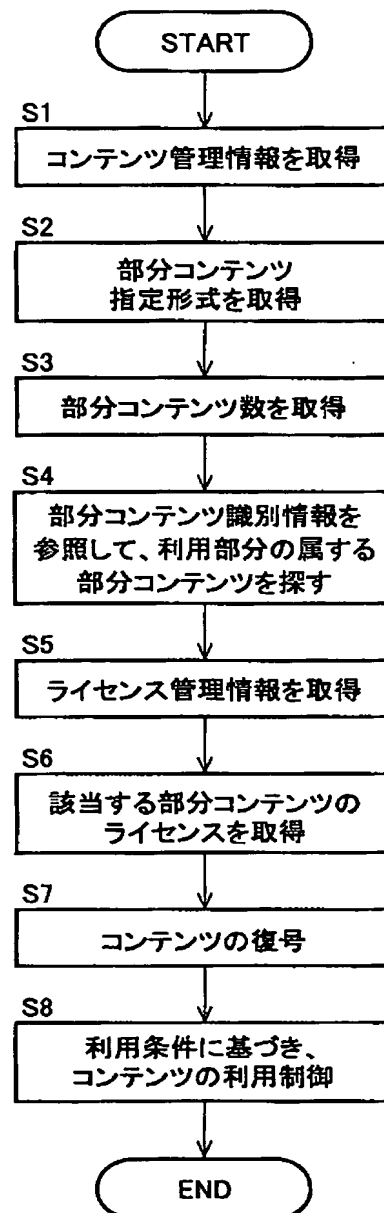 START
S1
コンテンツ管理情報を取得
S2
部分コンテンツ
指定形式を取得
S3
部分コンテンツ数を取得
S4
部分コンテンツ識別情報を
参照して、利用部分の属する
部分コンテンツを探す
S5
ライセンス管理情報を取得
S6
該当する部分コンテンツの
ライセンスを取得
S7
コンテンツの復号
S8
利用条件に基づき、
コンテンツの利用制御
END